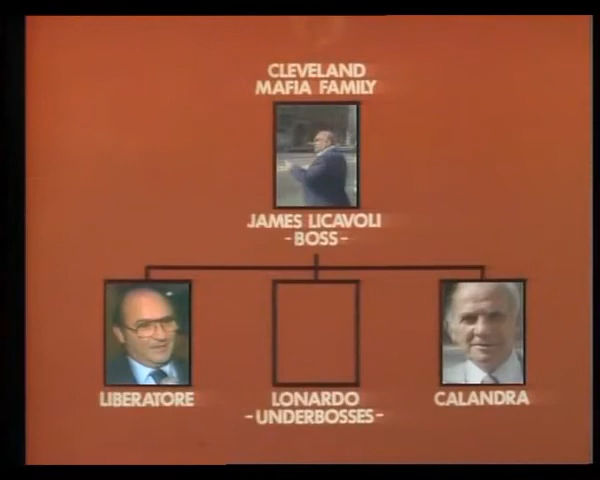 CLEVELAND
MAFIA FAMILY
JAMES LICAVOLI
-BOSS-
LIBERATORE
LONARDO
CALANDRA
-UNDERBOSSES-